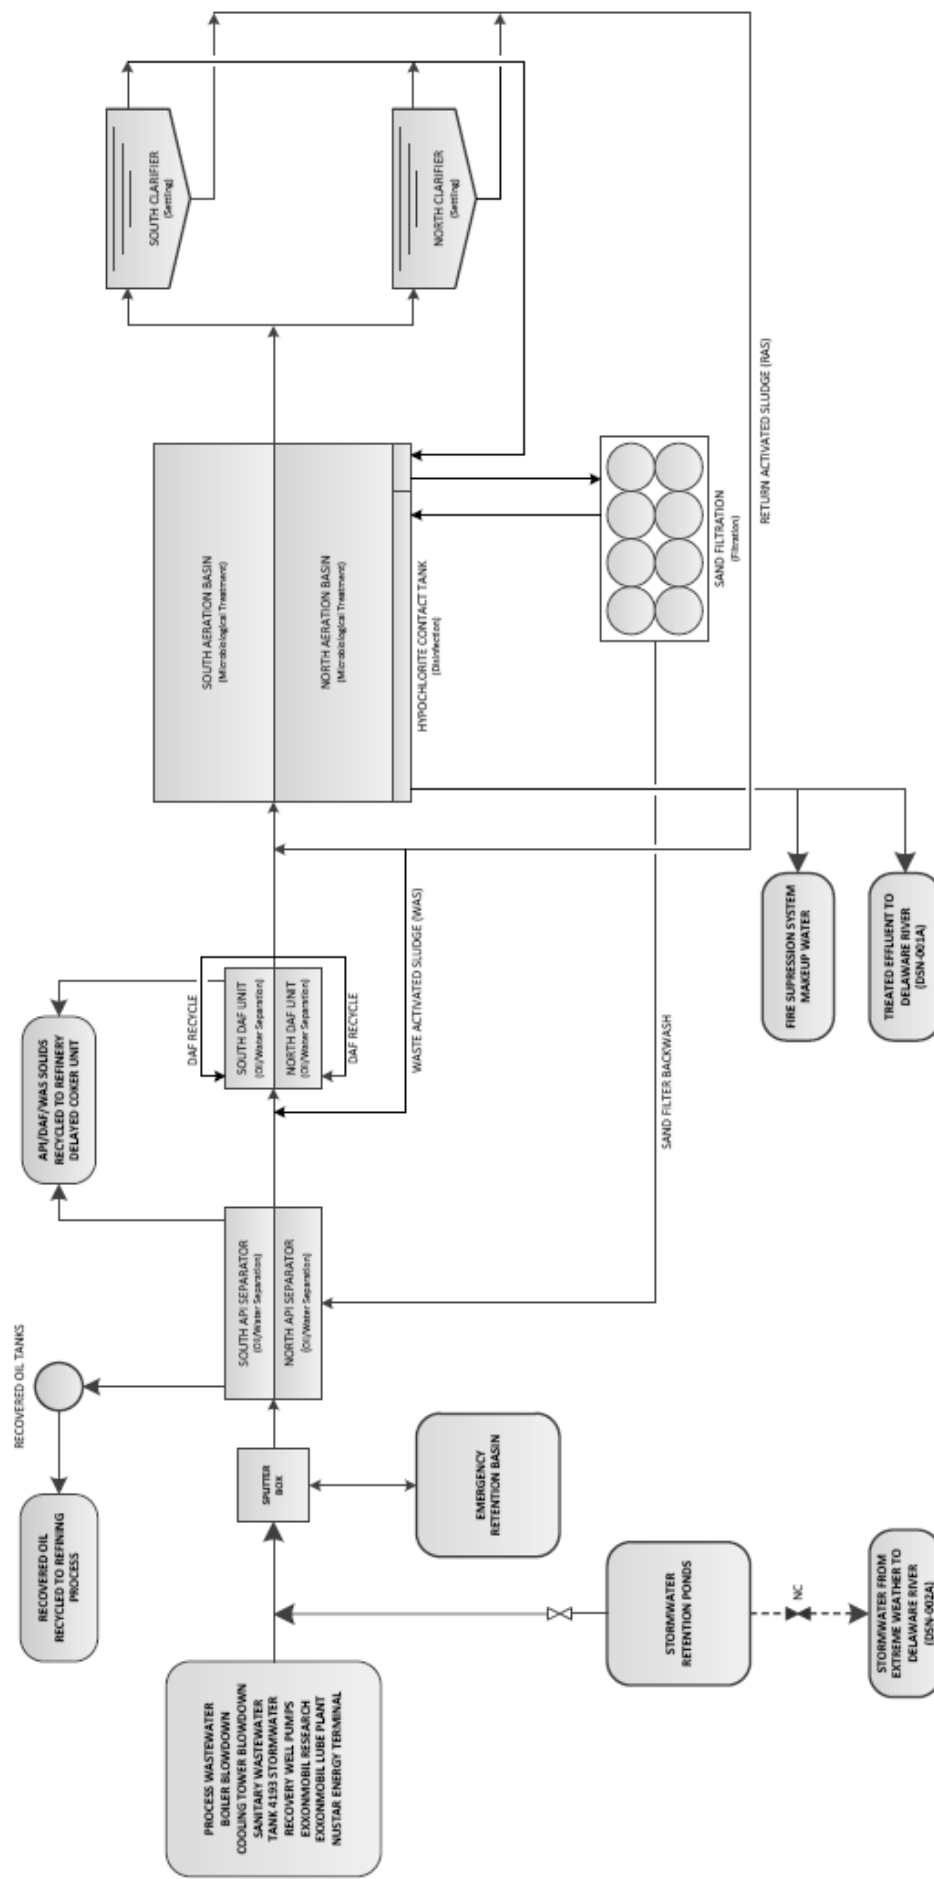 RECOVERED OIL
RECYCLED TO REFINING
PROCESS
RECOVERED OIL TANKS
API/DAF/WAS SOLIDS
RECYCLED TO REFINERY
DELAYED COKER UNIT
PROCESS WASTEWATER
BOILER BLOWDOWN
COOLING TOWER BLOWDOWN
SANITARY WASTEWATER
TANK 4193 STORMWATER
RECOVERY WELL PUMPS
EXXONMOBIL RESEARCH
EXXONMOBIL LUBE PLANT
NUSTAR ENERGY TERMINAL
SPLITTER
BOX
SOUTH API SEPARATOR
(Oil/Water Separation)
NORTH API SEPARATOR
(Oil/Water Separation)
DAF RECYCLE
SOUTH DAF UNIT
(Oil/Water Separation)
NORTH DAF UNIT
(Oil/Water Separation)
DAF RECYCLE
SOUTH AERATION BASIN
(Microbiological Treatment)
NORTH AERATION BASIN
(Microbiological Treatment)
HYPOCHLORITE CONTACT TANK
(Disinfection)
SOUTH CLARIFIER
(Settling)
NORTH CLARIFIER
(Settling)
WASTE ACTIVATED SLUDGE (WAS)
EMERGENCY
RETENTION BASIN
STORMWATER
RETENTION PONDS
NC
STORMWATER FROM
EXTREME WEATHER TO
DELAWARE RIVER
(DSN-002A)
SAND FILTER BACKWASH
SAND FILTRATION
(Filtration)
RETURN ACTIVATED SLUDGE (RAS)
FIRE SUPRESSION SYSTEM
MAKEUP WATER
TREATED EFFLUENT TO
DELAWARE RIVER
(DSN-001A)